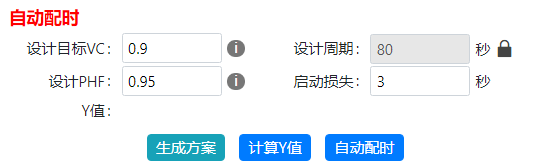 自动配时
设计目标VC： 0.9 i 设计周期： 80 秒
设计PHF： 0.95 i 启动损失： 3 秒
Y值：
生成方案 计算Y值 自动配时